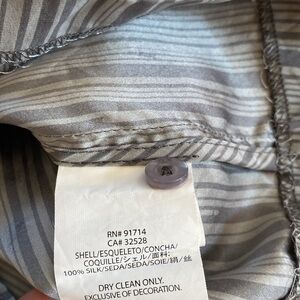 RN# 91714
CA# 32528
SHELL/ESQUELETO/CONCHA/
COQUILLE/シェル/面料:
100% SILK/SEDA/SEDA/SOIE/絹/丝
DRY CLEAN ONLY.
EXCLUSIVE OF DECORATION.